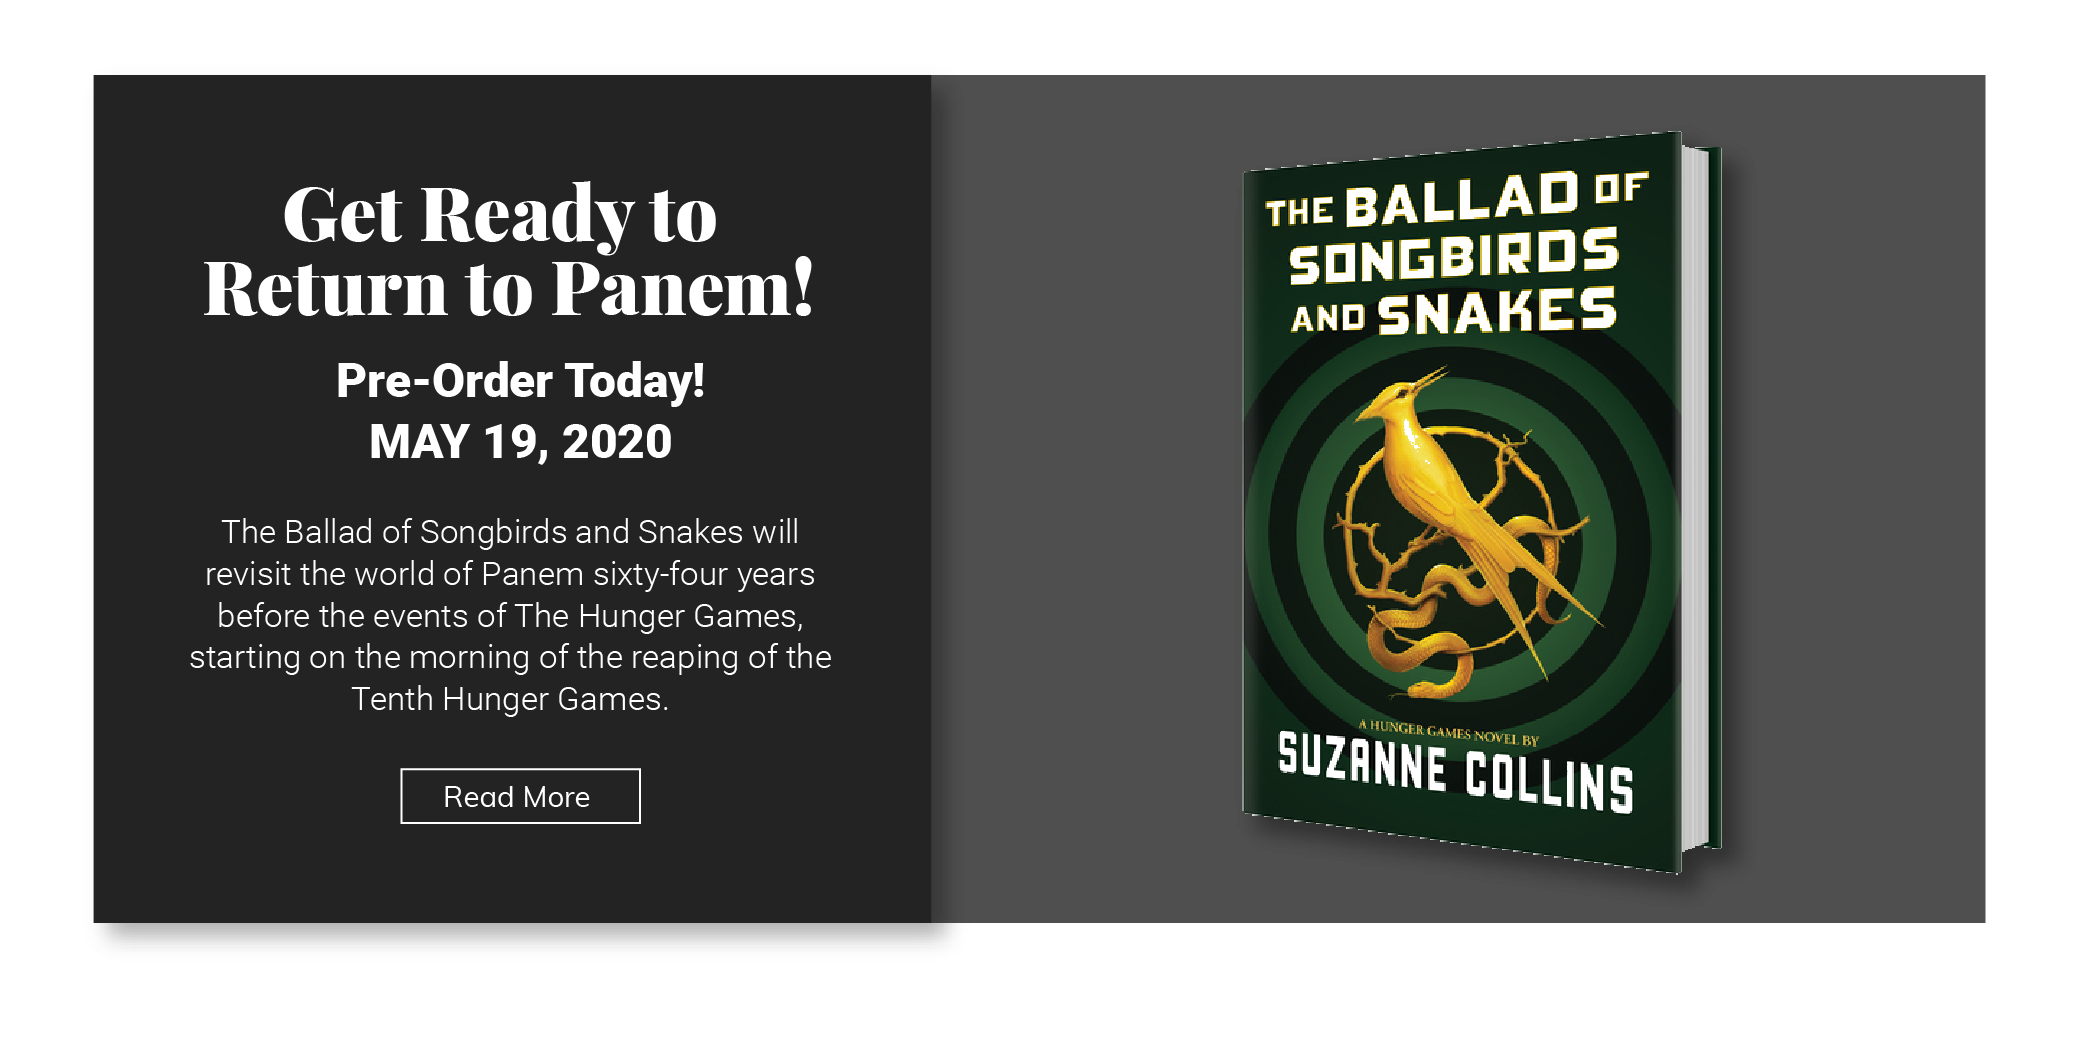 Get Ready to
Return to Panem!
Pre-Order Today!
MAY 19, 2020
The Ballad of Songbirds and Snakes will
revisit the world of Panem sixty-four years
before the events of The Hunger Games,
starting on the morning of the reaping of the
Tenth Hunger Games.
Read More
THE BALLAD OF
SONGBIRDS
AND SNAKES
A HUNGER GAMES NOVEL BY
SUZANNE COLLINS